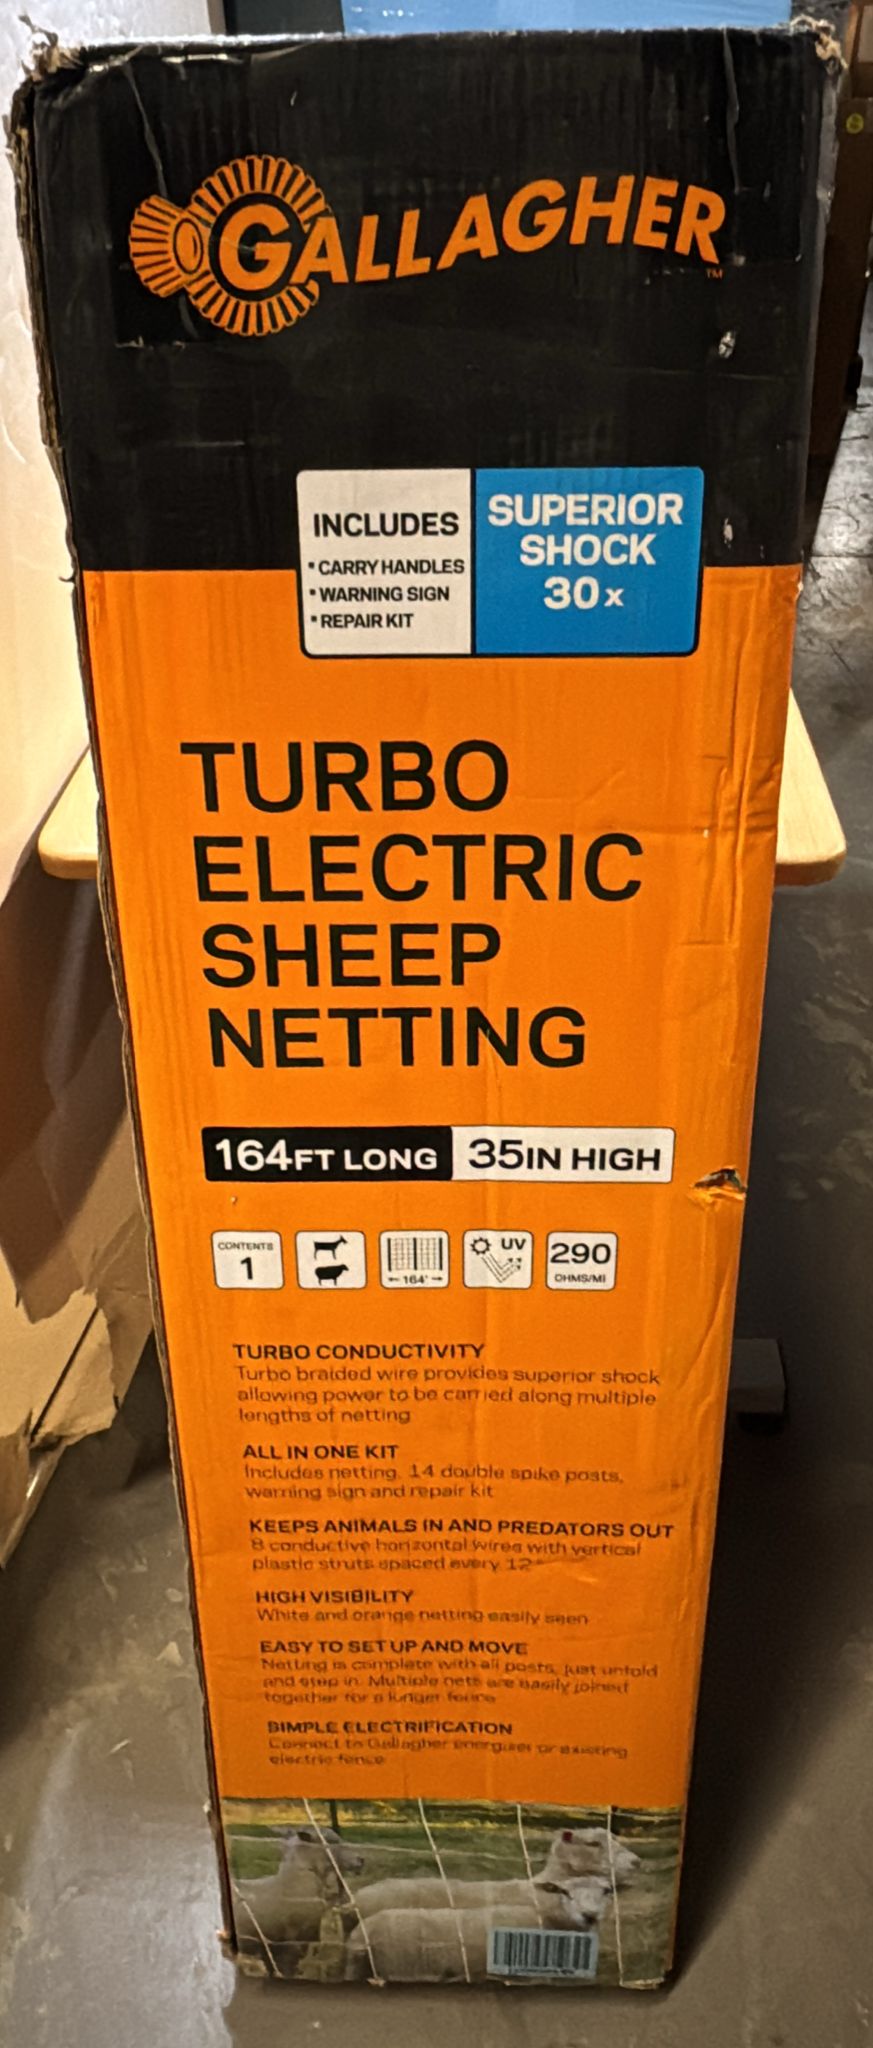 GALLAGHER™
INCLUDES
▪ CARRY HANDLES
▪ WARNING SIGN
▪ REPAIR KIT
SUPERIOR
SHOCK
30x
TURBO
ELECTRIC
SHEEP
NETTING
164FT LONG 35IN HIGH
CONTENTS
1
164'
UV
290
OHMS/MI
TURBO CONDUCTIVITY
Turbo braided wire provides superior shock
allowing power to be carried along multiple
lengths of netting
ALL IN ONE KIT
Includes netting, 14 double spike posts,
warning sign and repair kit
KEEPS ANIMALS IN AND PREDATORS OUT
8 conductive horizontal wires with vertical
plastic struts spaced every 12"
HIGH VISIBILITY
White and orange netting easily seen
EASY TO SET UP AND MOVE
Netting is complete with all posts, just unfold
and step in. Multiple nets are easily joined
together for a longer fence
SIMPLE ELECTRIFICATION
Connect to Gallagher energizer or existing
electric fence